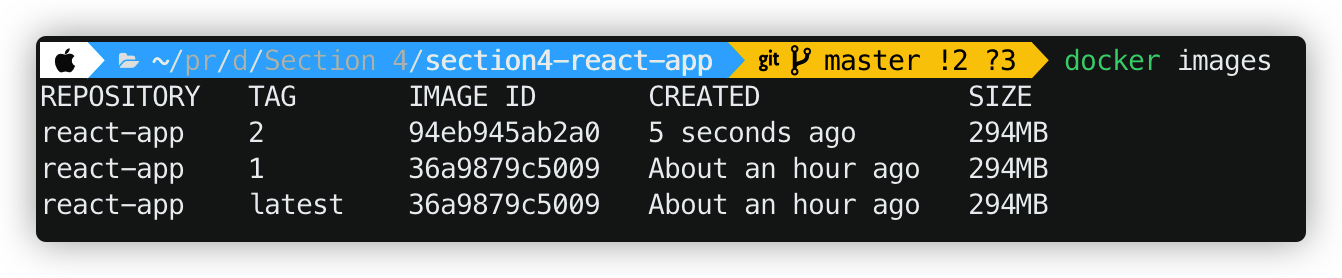 ~/pr/d/Section 4/section4-react-app git master !2 ?3 docker images
REPOSITORY TAG IMAGE ID CREATED SIZE
react-app 2 94eb945ab2a0 5 seconds ago 294MB
react-app 1 36a9879c5009 About an hour ago 294MB
react-app latest 36a9879c5009 About an hour ago 294MB